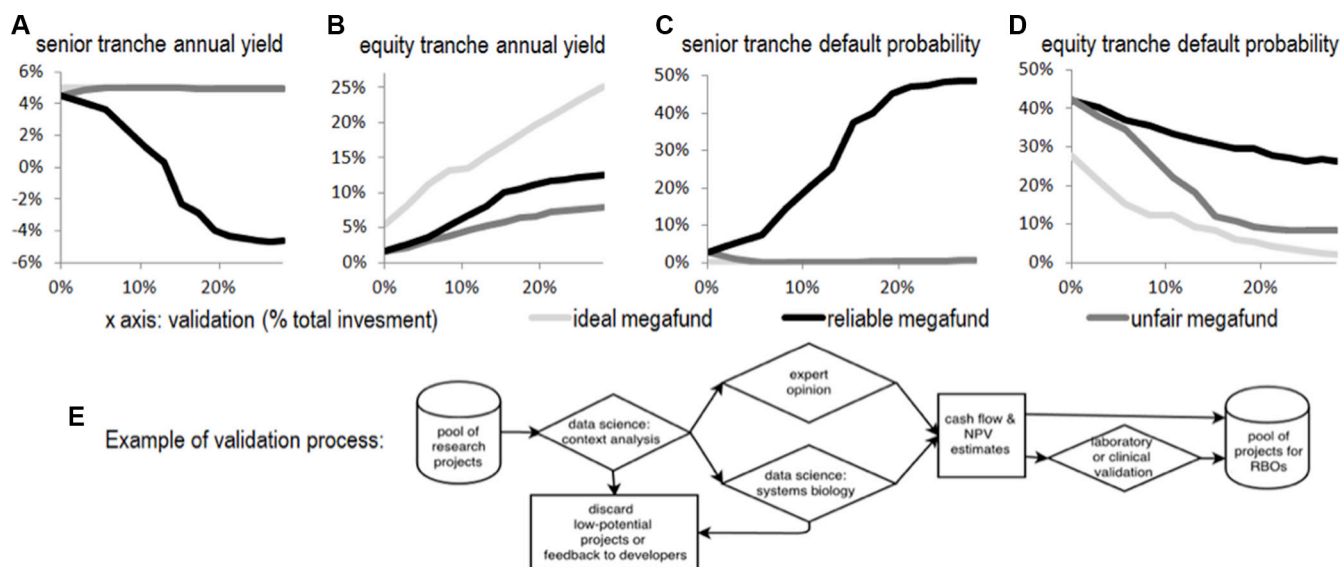 A senior tranche annual yield
6%
4%
2%
0%
-2%
-4%
-6%
0% 10% 20%
B equity tranche annual yield
25%
20%
15%
10%
5%
0%
0% 10% 20%
C senior tranche default probability
50%
40%
30%
20%
10%
0%
0% 10% 20%
D equity tranche default probability
50%
40%
30%
20%
10%
0%
0% 10% 20%
x axis: validation (% total invesment) ideal megafund reliable megafund unfair megafund
E
Example of validation process:
pool of
research
projects
data science:
context analysis
discard
low-potential
projects or
feedback to developers
expert
opinion
data science:
systems biology
cash flow &
NPV
estimates
laboratory
or clinical
validation
pool of
projects for
RBOs